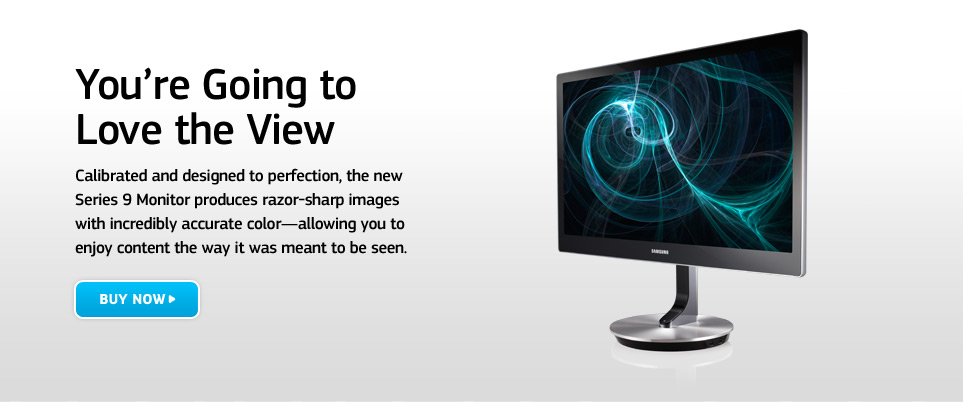 You’re Going to
Love the View
Calibrated and designed to perfection, the new
Series 9 Monitor produces razor-sharp images
with incredibly accurate color—allowing you to
enjoy content the way it was meant to be seen.
BUY NOW
SAMSUNG